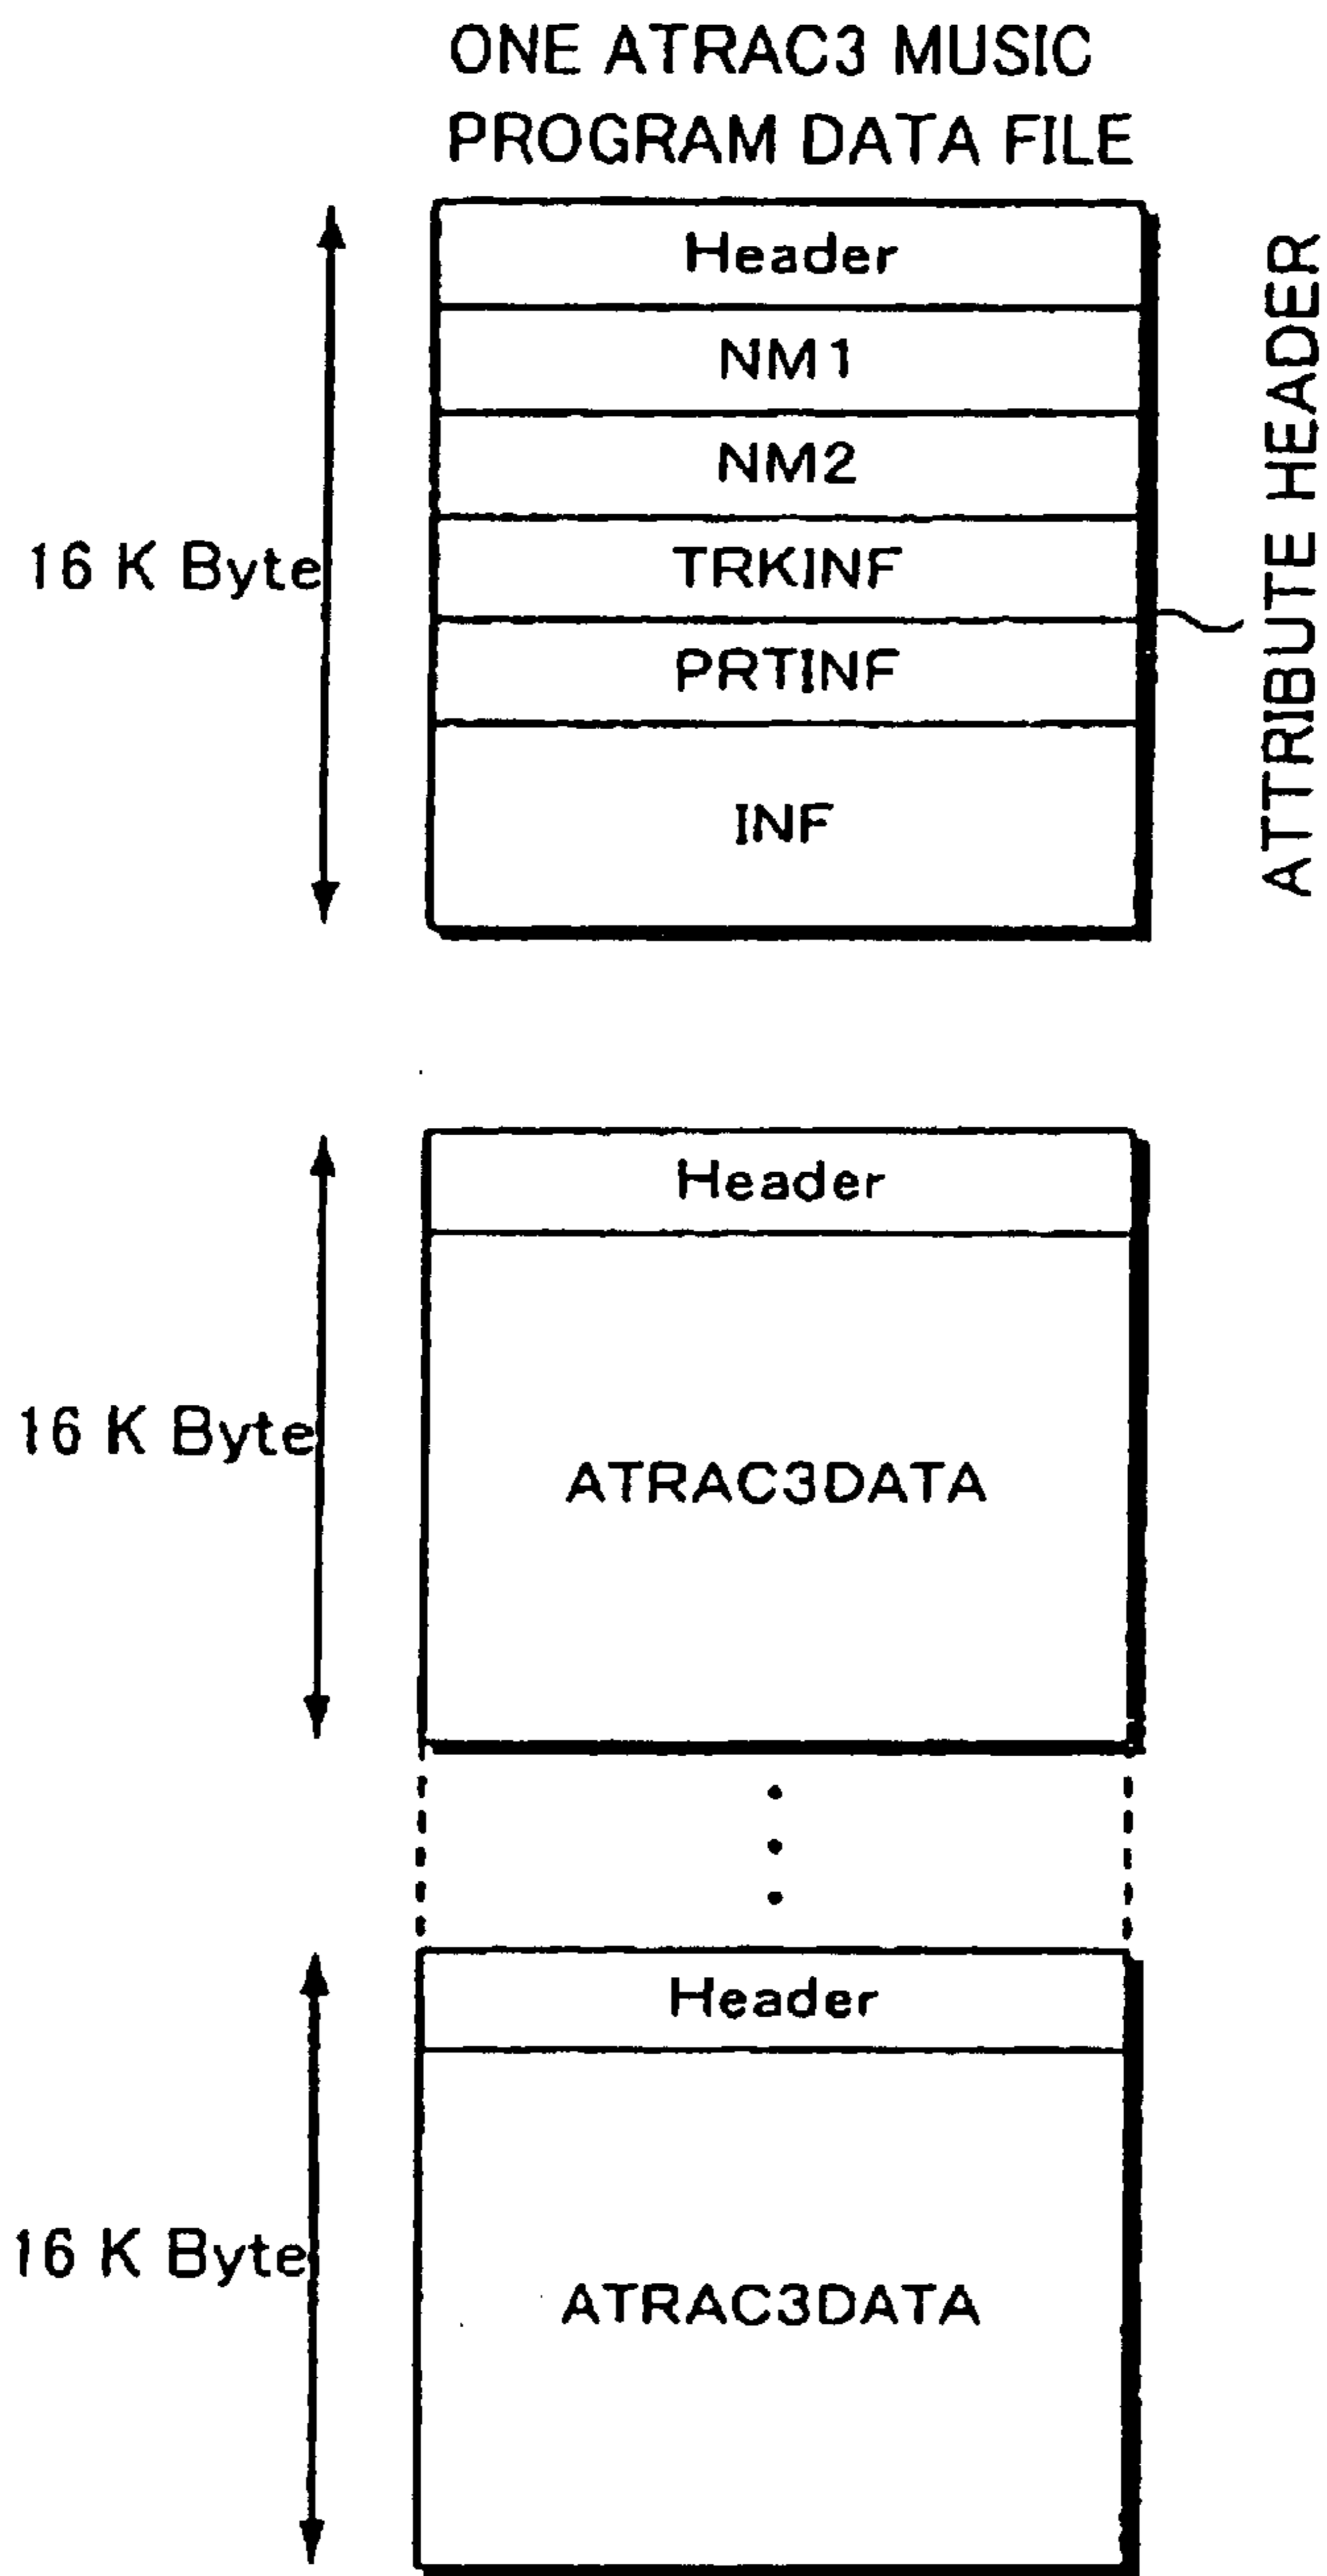 ONE ATRAC3 MUSIC
PROGRAM DATA FILE
Header
NM1
NM2
16 K Byte
TRKINF
PRTINF
INF
ATTRIBUTE HEADER
Header
16 K Byte
ATRAC3DATA
Header
16 K Byte
ATRAC3DATA